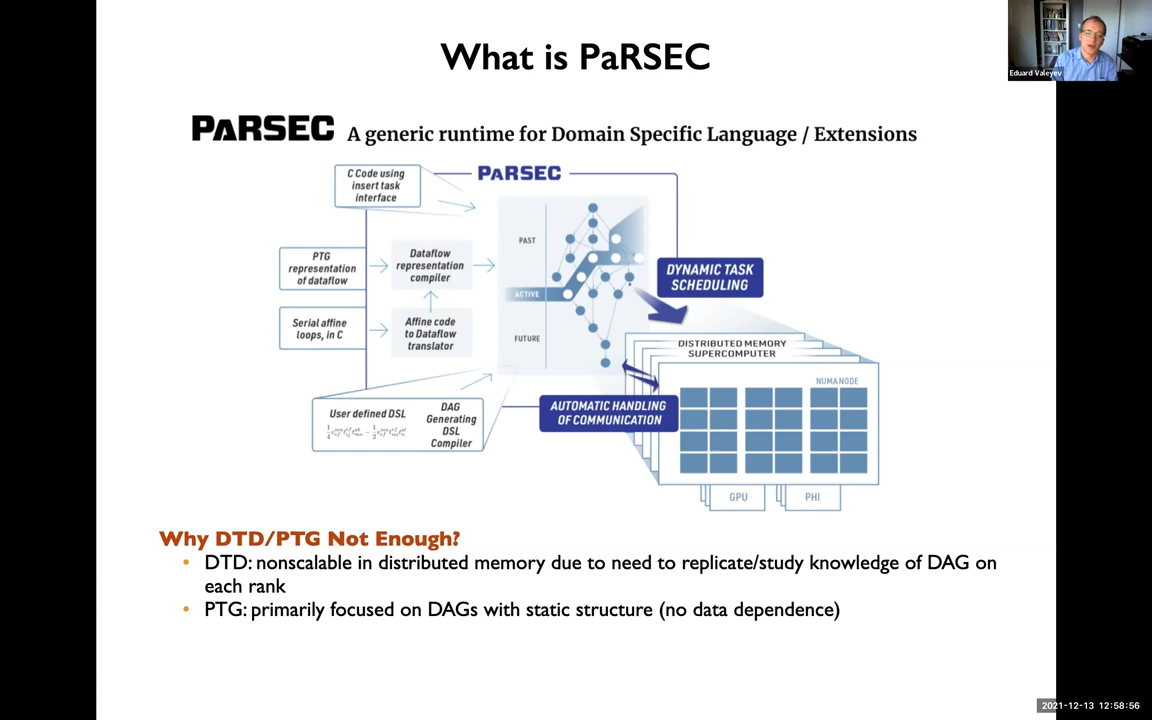 What is PaRSEC
Eduard Valeyev
PaRSEC A generic runtime for Domain Specific Language / Extensions
C Code using
insert task
interface
PaRSEC
PTG
representation
of dataflow
Dataflow
representation
compiler
PAST
ACTIVE
FUTURE
DYNAMIC TASK
SCHEDULING
Serial affine
loops, in C
Affine code
to Dataflow
translator
DISTRIBUTED MEMORY
SUPERCOMPUTER
NUMA NODE
User defined DSL
DAG
Generating
DSL
Compiler
AUTOMATIC HANDLING
OF COMMUNICATION
GPU
PHI
Why DTD/PTG Not Enough?
• DTD: nonscalable in distributed memory due to need to replicate/study knowledge of DAG on
each rank
• PTG: primarily focused on DAGs with static structure (no data dependence)
2021-12-13 12:58:56